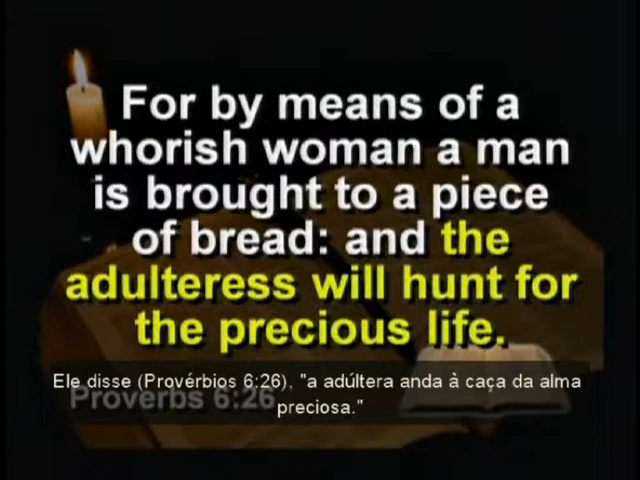 For by means of a
whorish woman a man
is brought to a piece
of bread: and the
adulteress will hunt for
the precious life.
Ele disse (Provérbios 6:26), "a adúltera anda à caça da alma
preciosa."
Proverbs 6:26